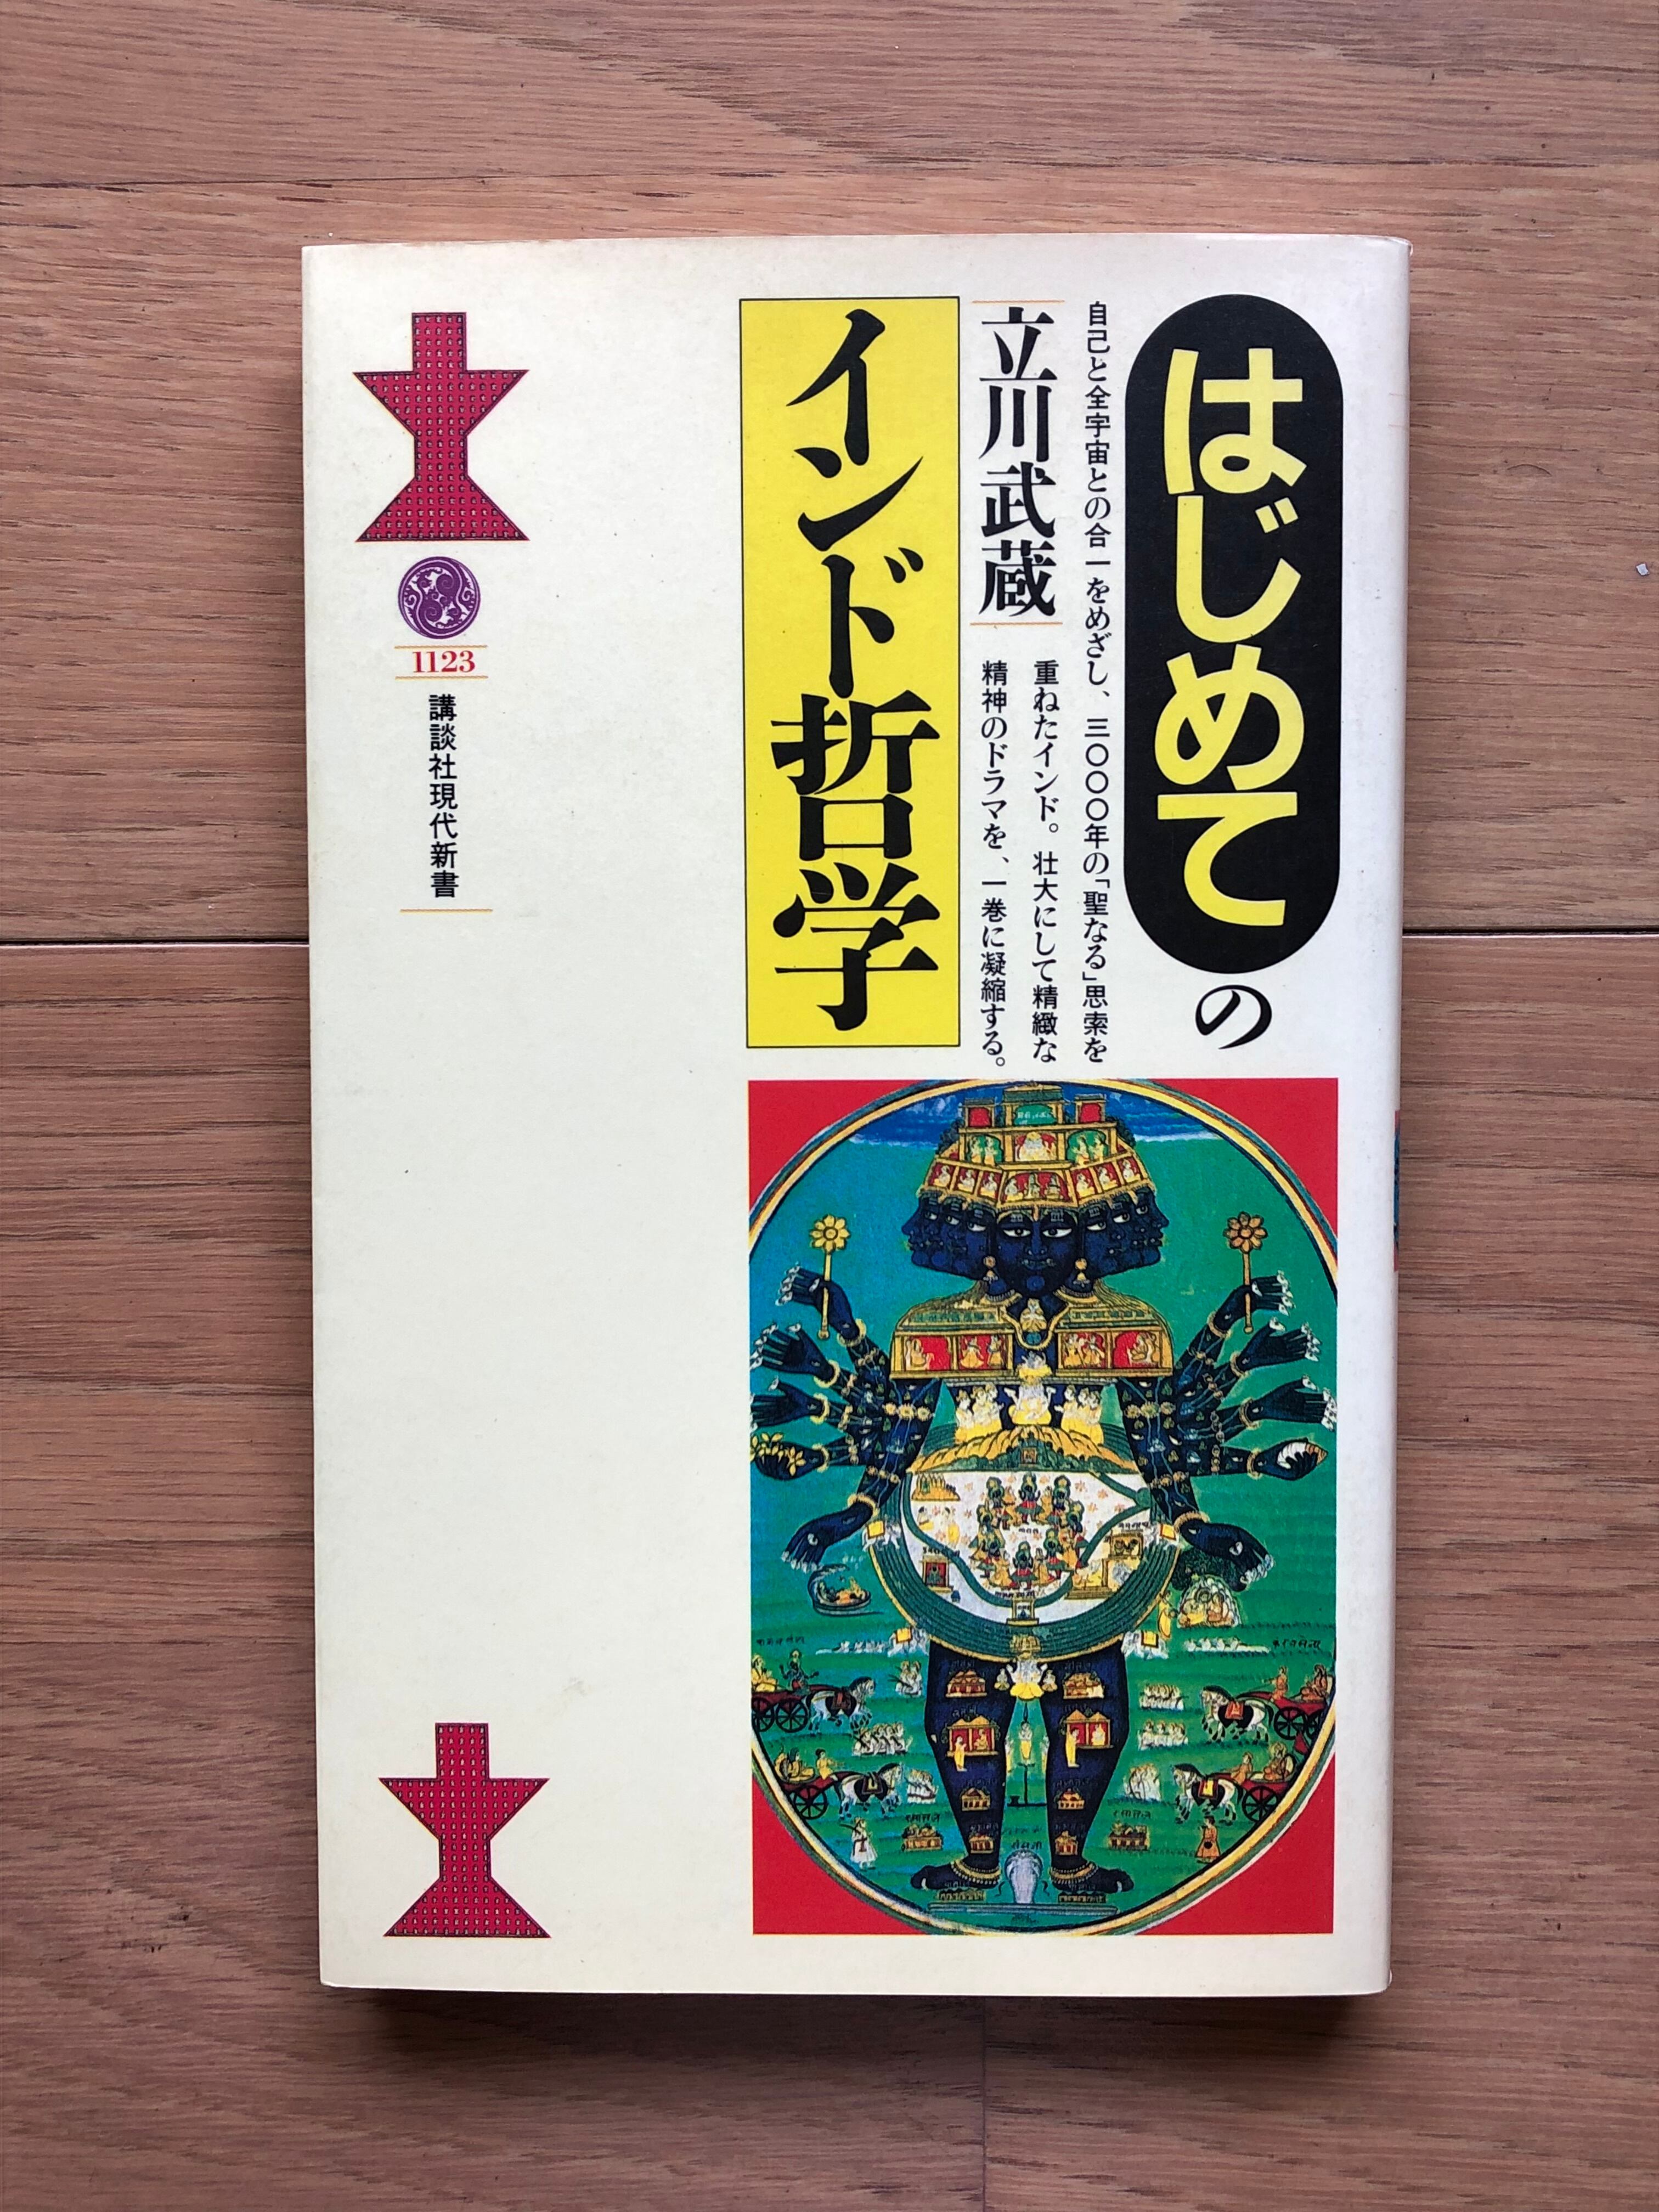 はじめての
自己と全宇宙との合一をめざし、三〇〇〇年の「聖なる」思索を
重ねたインド。壮大にして精緻な
精神のドラマを、一巻に凝縮する。
立川武蔵
インド哲学
1123
講談社現代新書